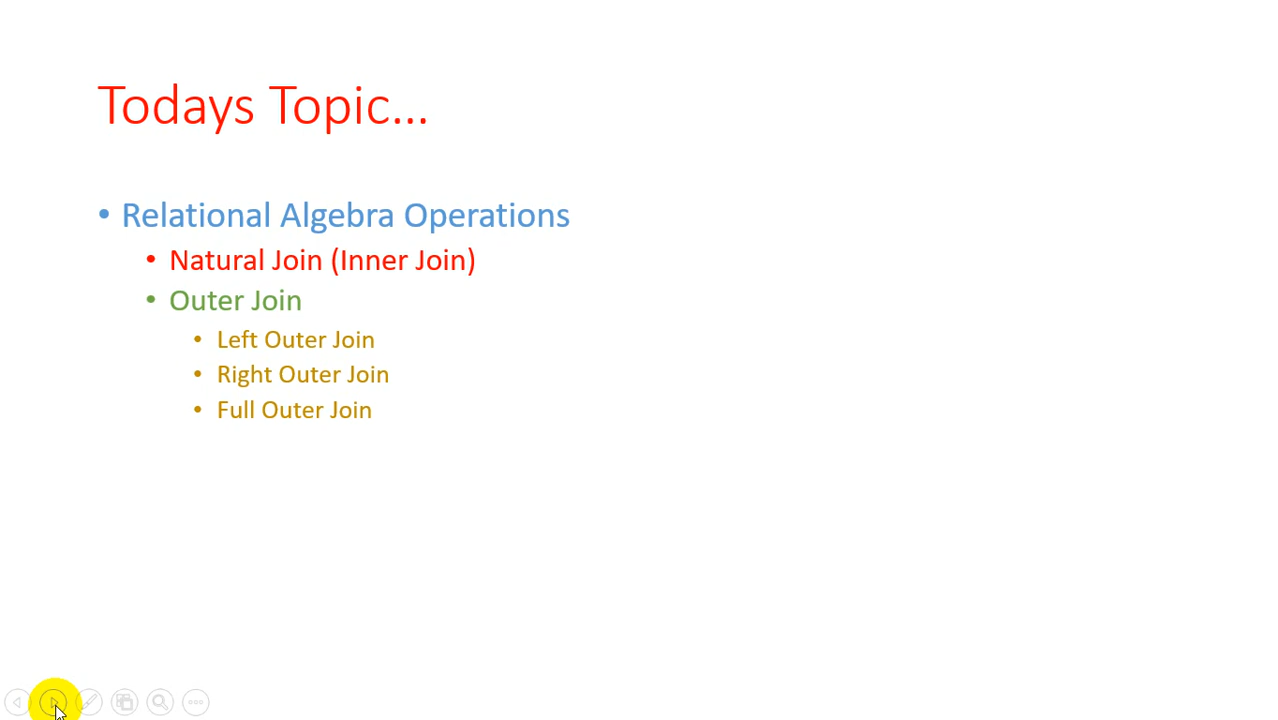 Todays Topic...
• Relational Algebra Operations
• Natural Join (Inner Join)
• Outer Join
• Left Outer Join
• Right Outer Join
• Full Outer Join